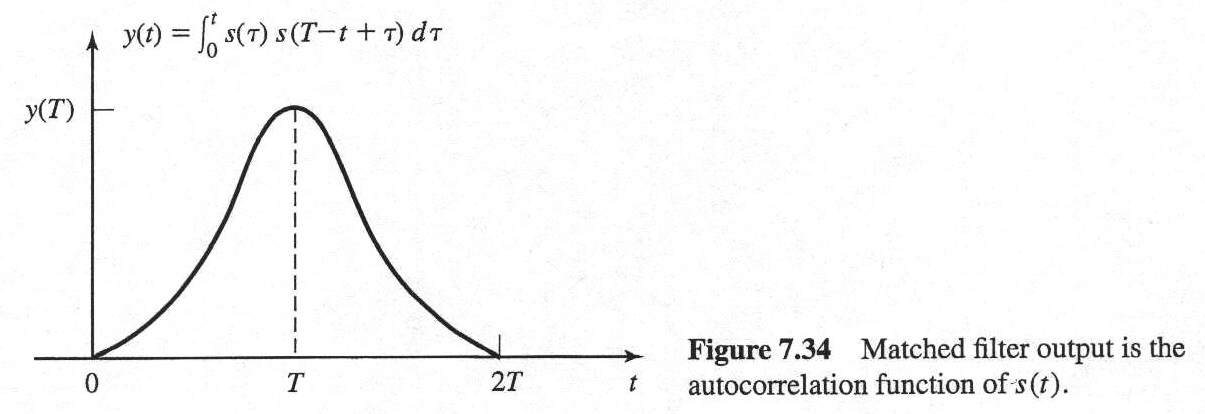 y(t) = ∫₀ᵗ s(τ) s(T−t + τ) dτ
y(T)
0
T
2T
t
Figure 7.34 Matched filter output is the
autocorrelation function of s(t).